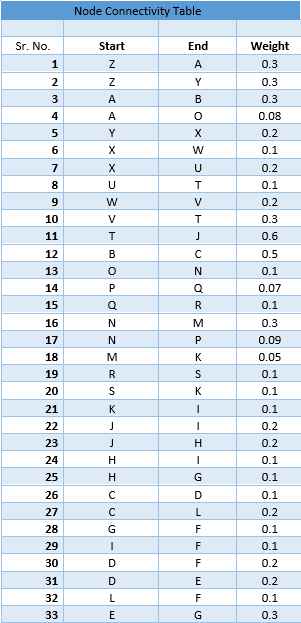 Node Connectivity Table
Sr. No. Start End Weight
1 Z A 0.3
2 Z Y 0.3
3 A B 0.3
4 A O 0.08
5 Y X 0.2
6 X W 0.1
7 X U 0.2
8 U T 0.1
9 W V 0.2
10 V T 0.3
11 T J 0.6
12 B C 0.5
13 O N 0.1
14 P Q 0.07
15 Q R 0.1
16 N M 0.3
17 N P 0.09
18 M K 0.05
19 R S 0.1
20 S K 0.1
21 K I 0.1
22 J I 0.2
23 J H 0.2
24 H I 0.1
25 H G 0.1
26 C D 0.1
27 C L 0.2
28 G F 0.1
29 I F 0.1
30 D F 0.2
31 D E 0.2
32 L F 0.1
33 E G 0.3